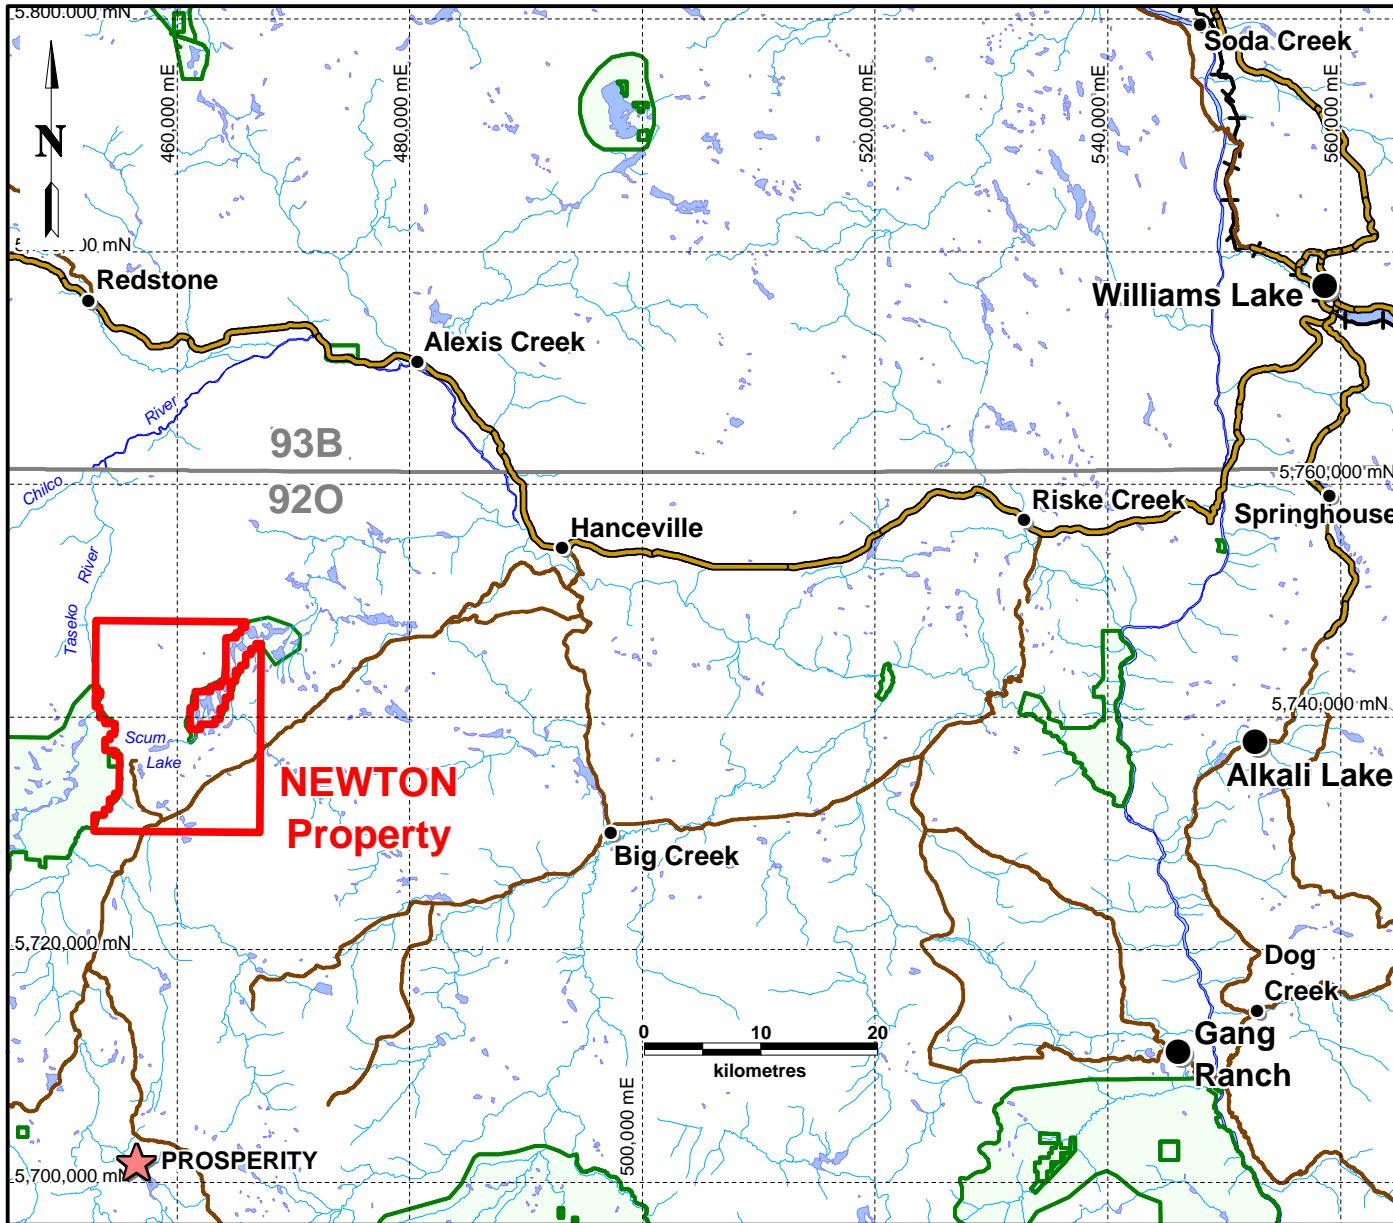 5.800.000 mN
Soda Creek
460,000 mE
480,000 mE
520,000 mE
540,000 mE
560,000 mE
N
000 mN
Redstone
Williams Lake
Alexis Creek
River
93B
5,760,000 mN
Chilco
92O
Riske Creek
Springhouse
Hanceville
River
Taseko
5,740,000 mN
Scum
Lake
NEWTON
Property
Alkali Lake
Big Creek
5,720,000 mN
Dog
Creek
0 10 20
kilometres
Gang
Ranch
500,000 mE
PROSPERITY
5,700,000 mN